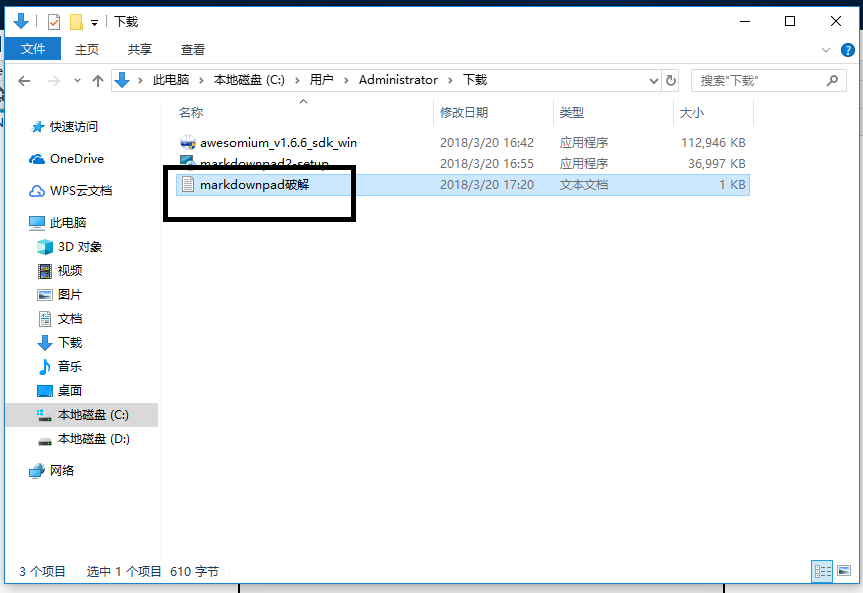 下载
文件 主页 共享 查看
此电脑 本地磁盘 (C:) 用户 Administrator 下载 搜索"下载"
名称 修改日期 类型 大小
快速访问
OneDrive
WPS云文档
此电脑
3D 对象
视频
图片
文档
下载
音乐
桌面
本地磁盘 (C:)
本地磁盘 (D:)
网络
awesomium_v1.6.6_sdk_win 2018/3/20 16:42 应用程序 112,946 KB
markdownpad2-setup 2018/3/20 16:55 应用程序 36,997 KB
markdownpad破解 2018/3/20 17:20 文本文档 1 KB
3 个项目 选中 1 个项目 610 字节